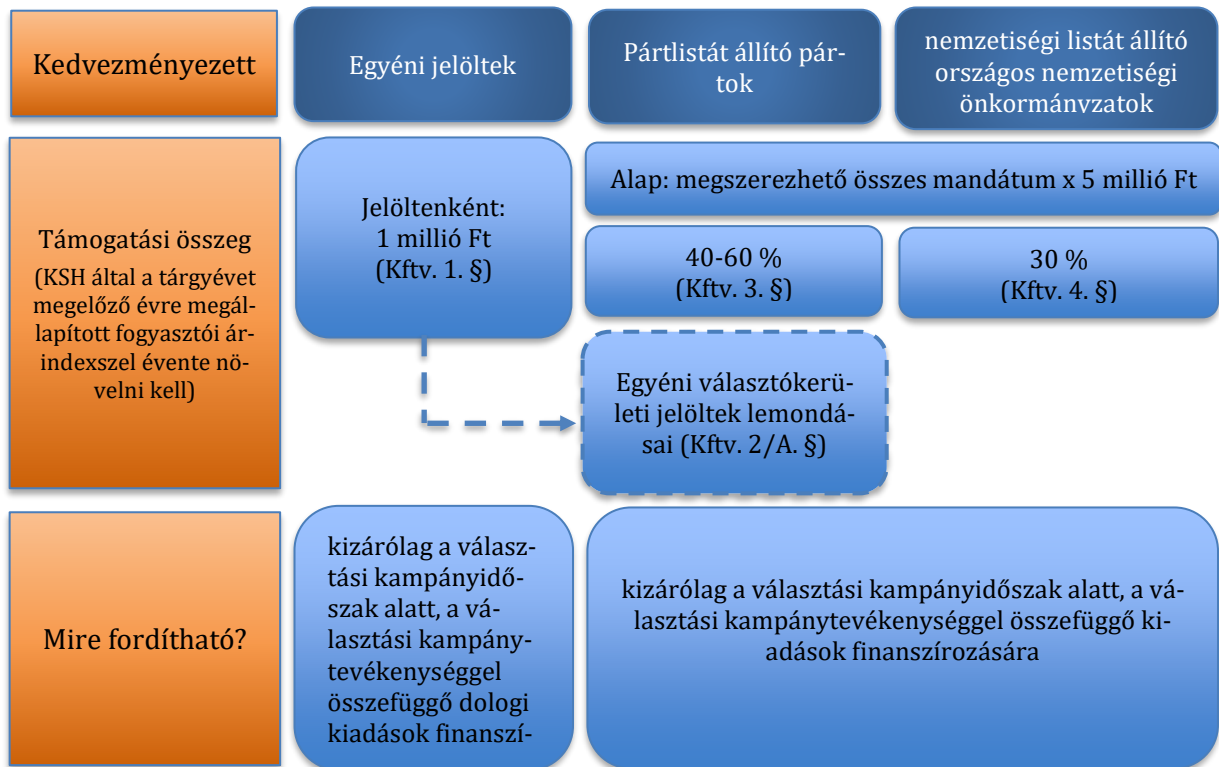 Kedvezményezett
Egyéni jelöltek
Pártlistát állító pár-
tok
nemzetiségi listát állító
országos nemzetiségi
önkormányzatok
Támogatási összeg
(KSH által a tárgyévet
megelőző évre megál-
lapított fogyasztói ár-
indexszel évente nö-
velni kell)
Jelöltenként:
1 millió Ft
(Kftv. 1. §)
Alap: megszerezhető összes mandátum x 5 millió Ft
40-60 %
(Kftv. 3. §)
30 %
(Kftv. 4. §)
Egyéni választókerü-
leti jelöltek lemondá-
sai (Kftv. 2/A. §)
Mire fordítható?
kizárólag a válasz-
tási kampányidő-
szak alatt, a vá-
lasztási kampány-
tevékenységgel
összefüggő dologi
kiadások finanszí-
kizárólag a választási kampányidőszak alatt, a vá-
lasztási kampánytevékenységgel összefüggő ki-
adások finanszírozására